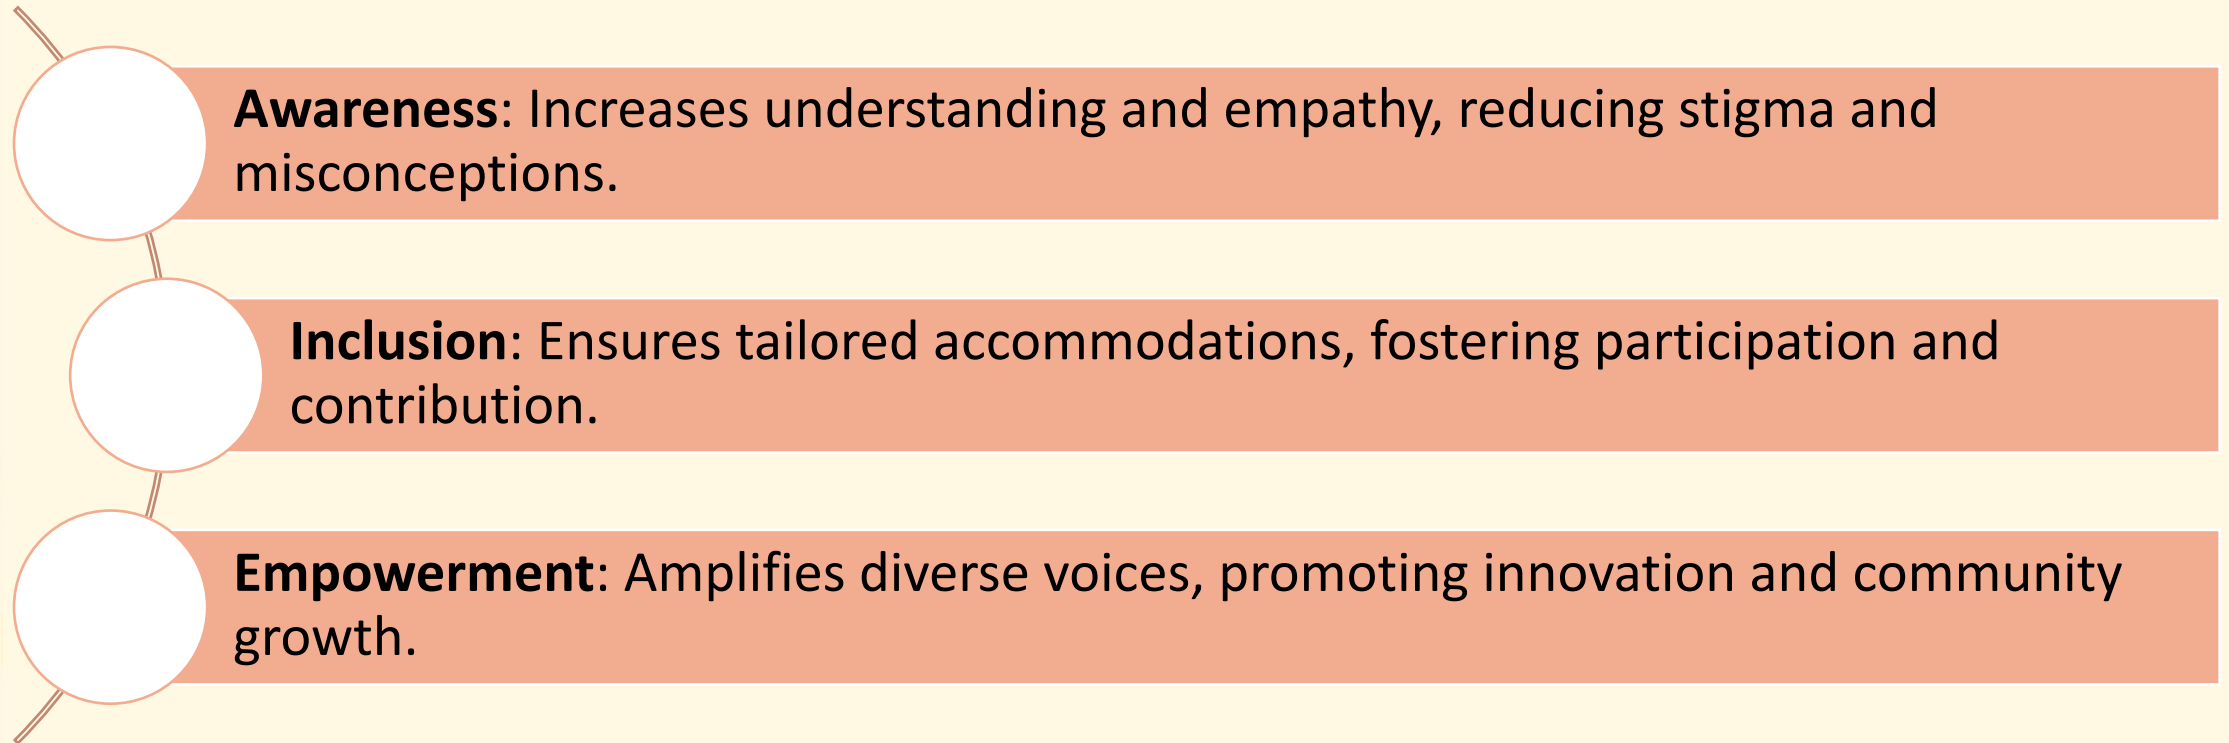 Awareness: Increases understanding and empathy, reducing stigma and
misconceptions.
Inclusion: Ensures tailored accommodations, fostering participation and
contribution.
Empowerment: Amplifies diverse voices, promoting innovation and community
growth.